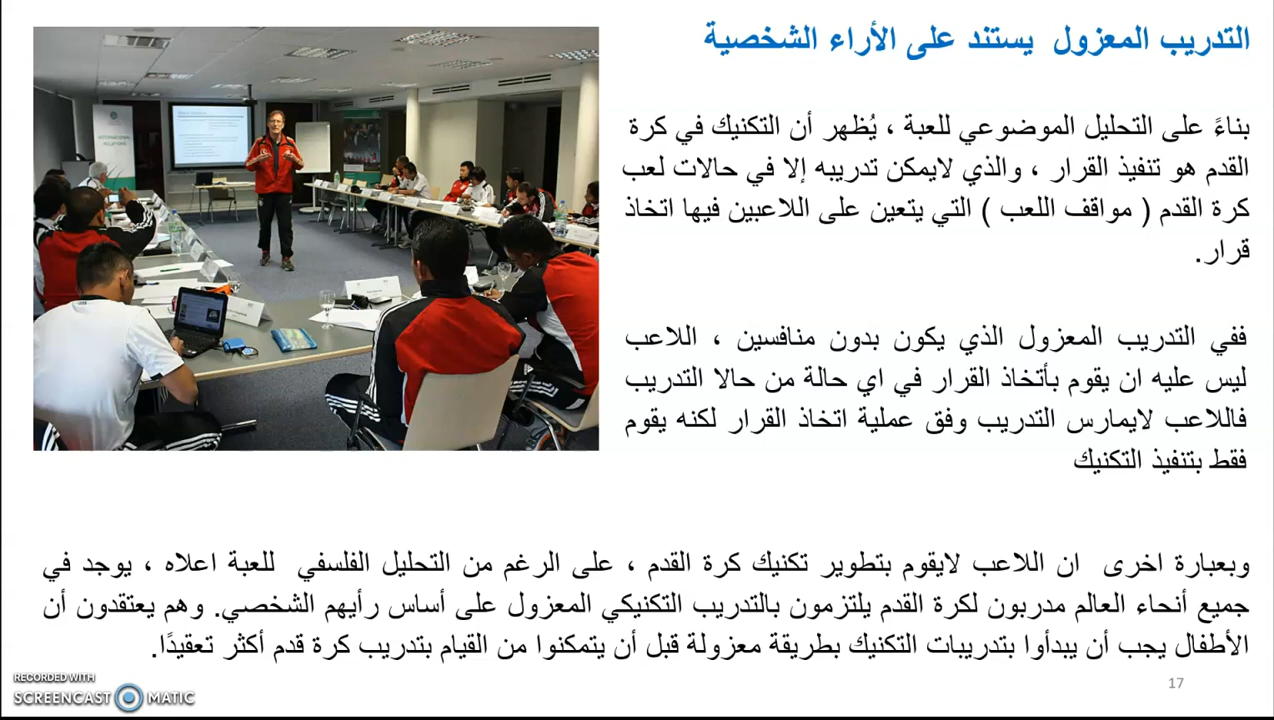 التدريب المعزول يستند على الأراء الشخصية
بناءً على التحليل الموضوعي للعبة ، يُظهر أن التكنيك في كرة
القدم هو تنفيذ القرار ، والذي لايمكن تدريبه إلا في حالات لعب
كرة القدم ( مواقف اللعب ) التي يتعين على اللاعبين فيها اتخاذ
قرار.
ففي التدريب المعزول الذي يكون بدون منافسين ، اللاعب
ليس عليه ان يقوم بأتخاذ القرار في اي حالة من حالا التدريب
فاللاعب لايمارس التدريب وفق عملية اتخاذ القرار لكنه يقوم
فقط بتنفيذ التكنيك
وبعبارة اخرى ان اللاعب لايقوم بتطوير تكنيك كرة القدم ، على الرغم من التحليل الفلسفي للعبة اعلاه ، يوجد في
جميع أنحاء العالم مدربون لكرة القدم يلتزمون بالتدريب التكنيكي المعزول على أساس رأيهم الشخصي. وهم يعتقدون أن
الأطفال يجب أن يبدأوا بتدريبات التكنيك بطريقة معزولة قبل أن يتمكنوا من القيام بتدريب كرة قدم أكثر تعقيدًا.
RECORDED WITH
SCREENCAST MATIC
17